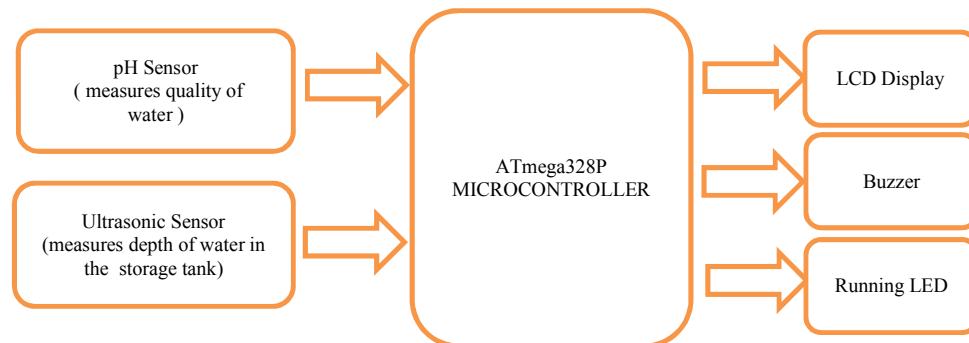 pH Sensor
( measures quality of
water )
Ultrasonic Sensor
(measures depth of water in
the storage tank)
ATmega328P
MICROCONTROLLER
LCD Display
Buzzer
Running LED